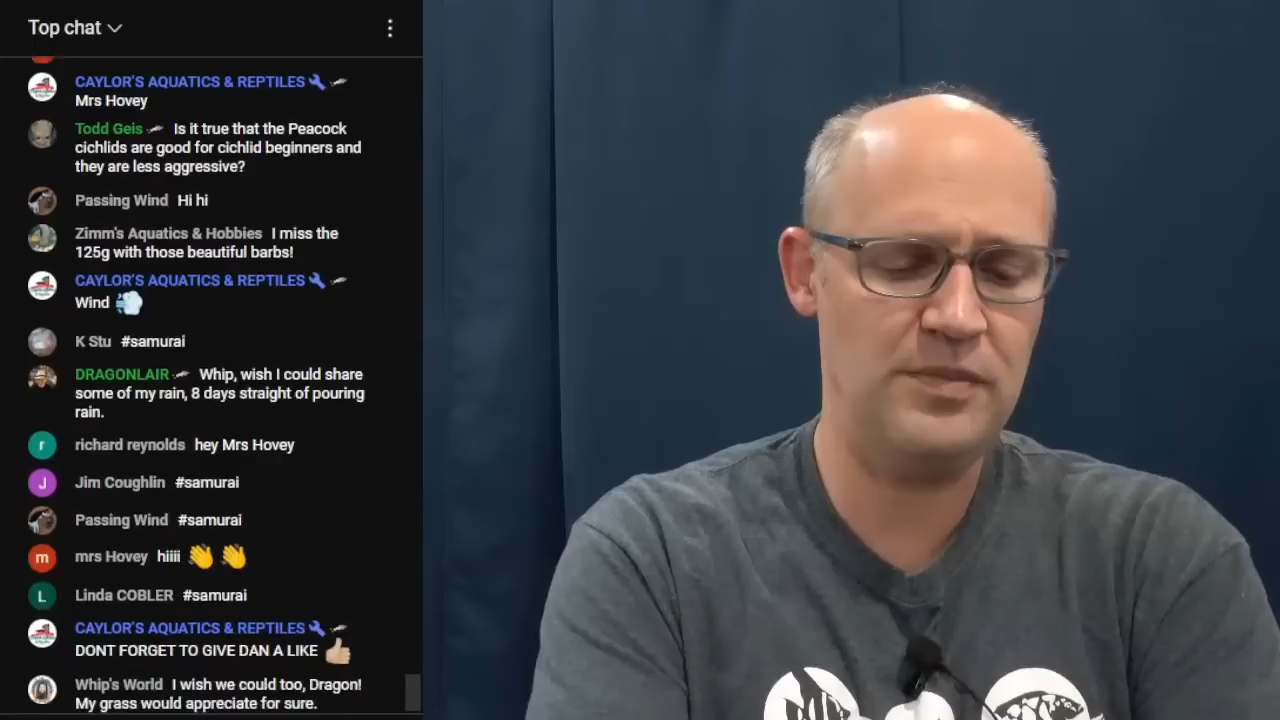 Top chat
CAYLOR'S AQUATICS & REPTILES
Mrs Hovey
Todd Geis Is it true that the Peacock
cichlids are good for cichlid beginners and
they are less aggressive?
Passing Wind Hi hi
Zimm's Aquatics & Hobbies I miss the
125g with those beautiful barbs!
CAYLOR'S AQUATICS & REPTILES
Wind 💨
K Stu #samurai
DRAGONLAIR Whip, wish I could share
some of my rain, 8 days straight of pouring
rain.
r richard reynolds hey Mrs Hovey
J Jim Coughlin #samurai
Passing Wind #samurai
m mrs Hovey hiiii 👋 👋
L Linda COBLER #samurai
CAYLOR'S AQUATICS & REPTILES
DONT FORGET TO GIVE DAN A LIKE 👍🏼
Whip's World I wish we could too, Dragon!
My grass would appreciate for sure.